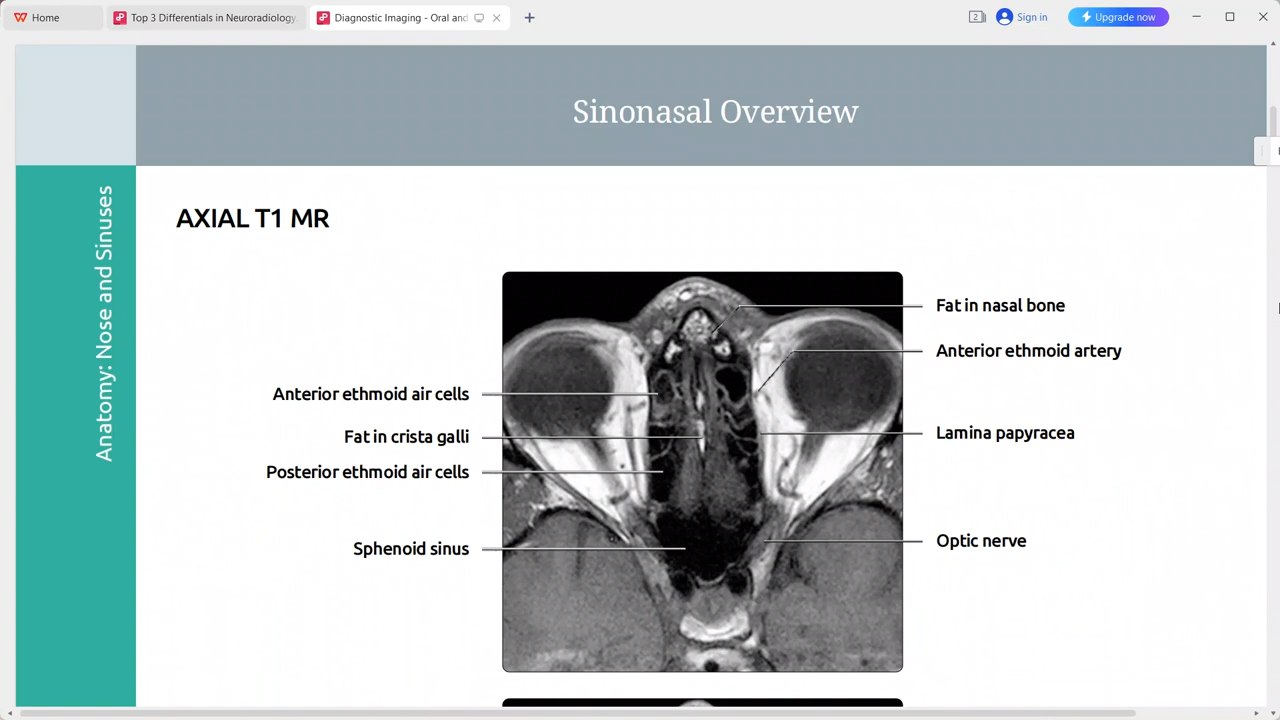 Home
Top 3 Differentials in Neuroradiology.
Diagnostic Imaging - Oral and
2
Sign in
Upgrade now
Sinonasal Overview
Anatomy: Nose and Sinuses
AXIAL T1 MR
Fat in nasal bone
Anterior ethmoid artery
Anterior ethmoid air cells
Lamina papyracea
Fat in crista galli
Posterior ethmoid air cells
Optic nerve
Sphenoid sinus